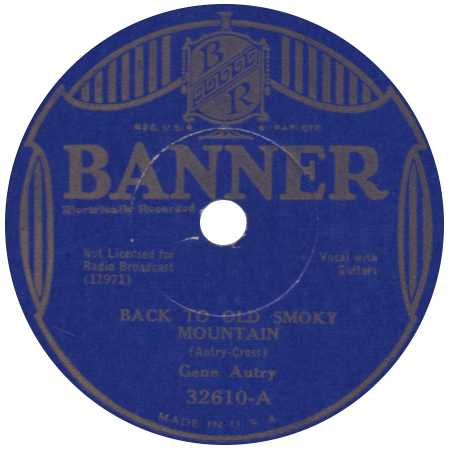 B
R
REG. U.S. PAT. OFF.
BANNER
Electrically Recorded
Not Licensed for
Radio Broadcast
(12971)
Vocal with
Guitars
BACK TO OLD SMOKY
MOUNTAIN
(Autry-Cross)
Gene Autry
32610-A
MADE IN U.S.A.